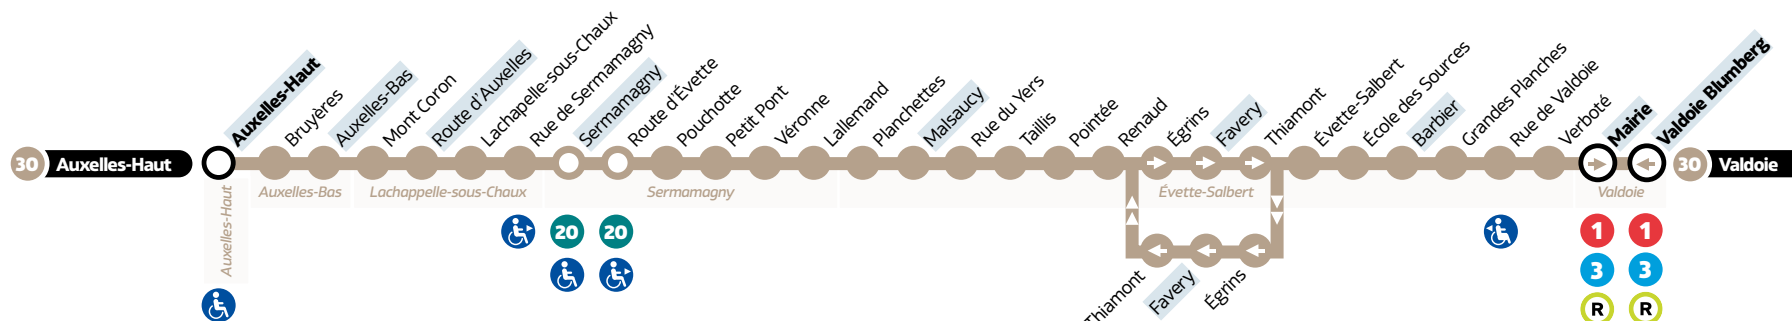 30 Auxelles-Haut
Auxelles-Haut
Bruyères
Auxelles-Bas
Mont Coron
Route d'Auxelles
Lachapelle-sous-Chaux
Rue de Sermamagny
Sermamagny
Route d'Évette
Pouchotte
Petit Pont
Véronne
Lallemand
Planchettes
Malsaucy
Rue du Yers
Taillis
Pointée
Renaud
Égrins
Favery
Thiamont
Évette-Salbert
École des Sources
Barbier
Grandes Planches
Rue de Valdoie
Verboté
Mairie
Valdoie Blumberg
30 Valdoie
Auxelles-Haut
Auxelles-Bas
Lachappelle-sous-Chaux
Sermamagny
Évette-Salbert
Valdoie
20
20
1
1
3
3
R
R
Thiamont
Favery
Égrins